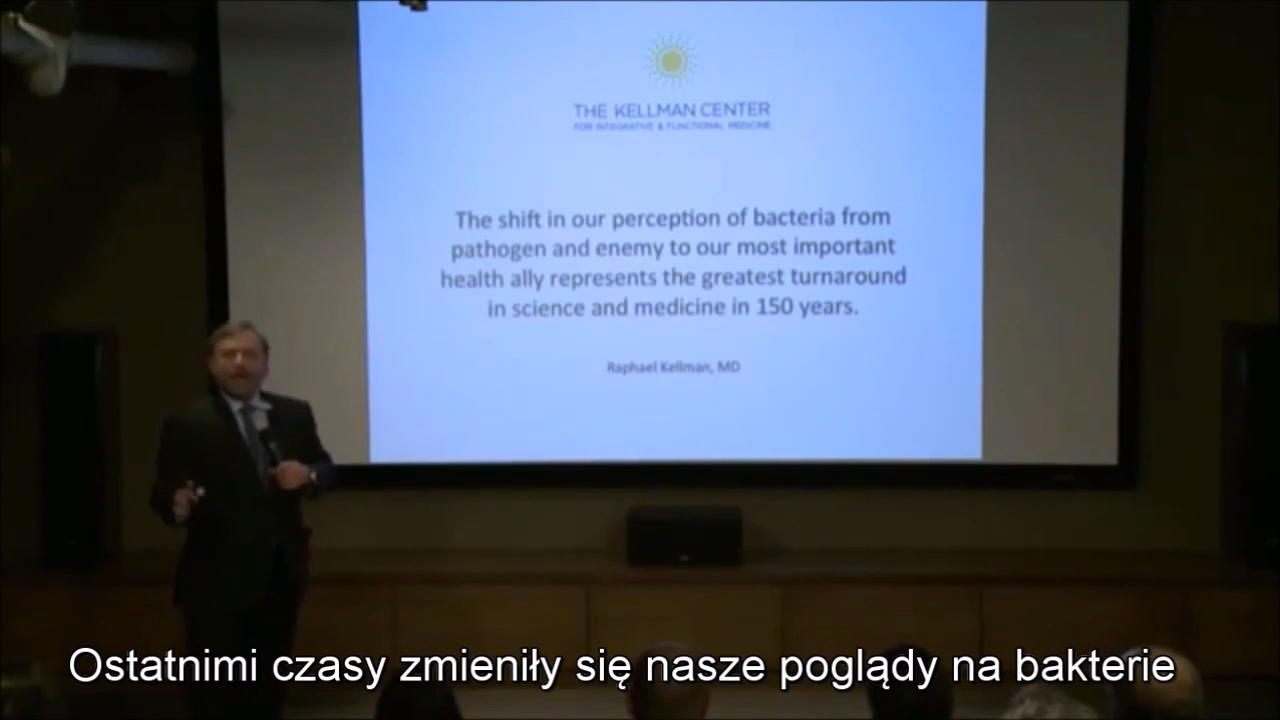 THE KELLMAN CENTER
FOR INTEGRATIVE & FUNCTIONAL MEDICINE
The shift in our perception of bacteria from
pathogen and enemy to our most important
health ally represents the greatest turnaround
in science and medicine in 150 years.
Raphael Kellman, MD
Ostatnimi czasy zmieniły się nasze poglądy na bakterie